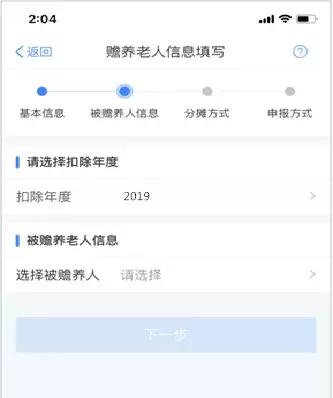 2:04
返回 赡养老人信息填写 ?
基本信息 被赡养人信息 分摊方式 申报方式
请选择扣除年度
扣除年度 2019
被赡养老人信息
选择被赡养人 请选择
下一步